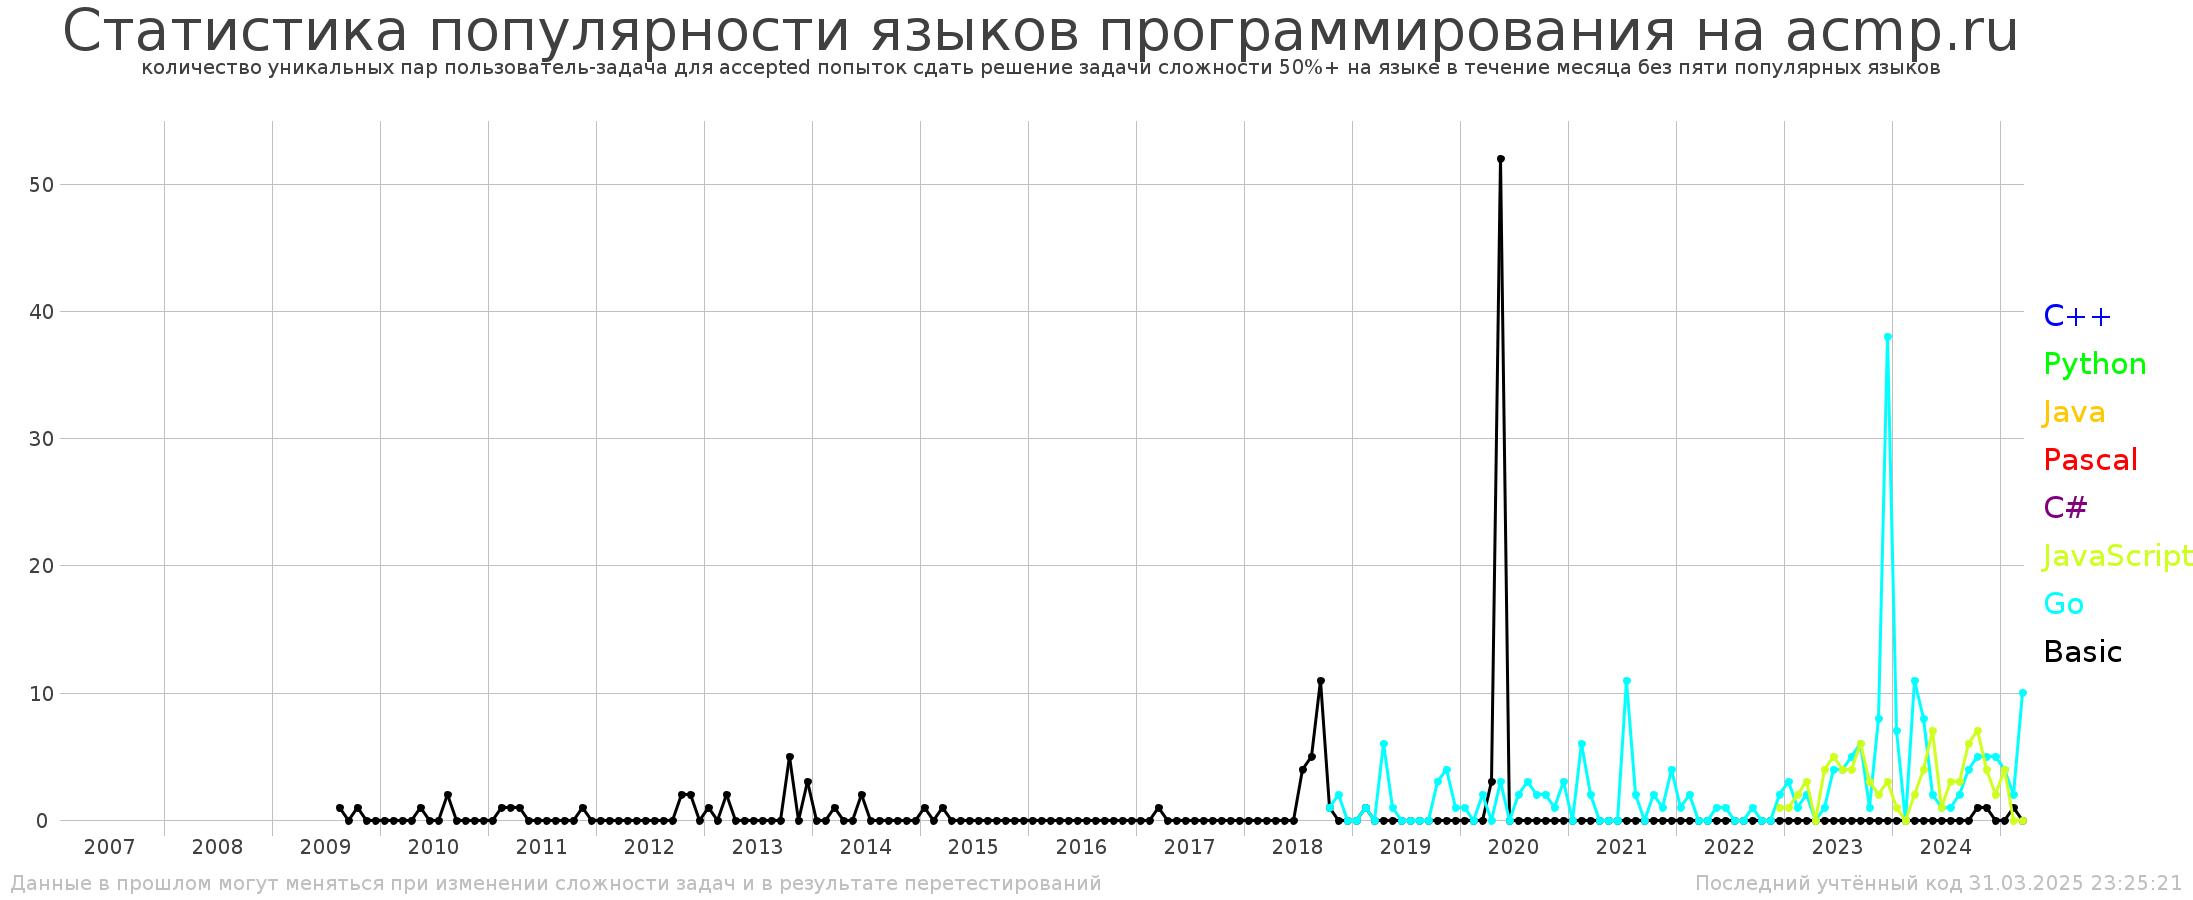 Статистика популярности языков программирования на acmp.ru
количество уникальных пар пользователь-задача для accepted попыток сдать решение задачи сложности 50%+ на языке в течение месяца без пяти популярных языков
50
40
30
20
10
0
C++
Python
Java
Pascal
C#
JavaScript
Go
Basic
2007 2008 2009 2010 2011 2012 2013 2014 2015 2016 2017 2018 2019 2020 2021 2022 2023 2024
Данные в прошлом могут меняться при изменении сложности задач и в результате перетестирований
Последний учтённый код 31.03.2025 23:25:21